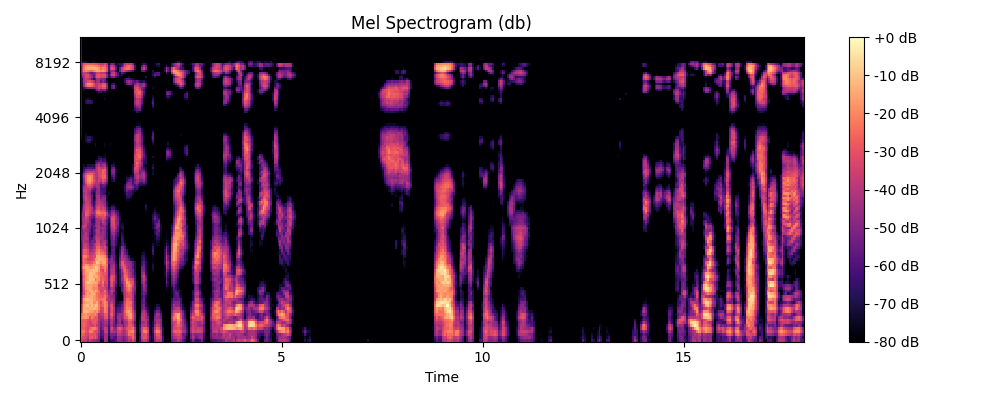 Mel Spectrogram (db)
8192
4096
2048
1024
512
0
Hz
0 5 10 15
Time
+0 dB
-10 dB
-20 dB
-30 dB
-40 dB
-50 dB
-60 dB
-70 dB
-80 dB